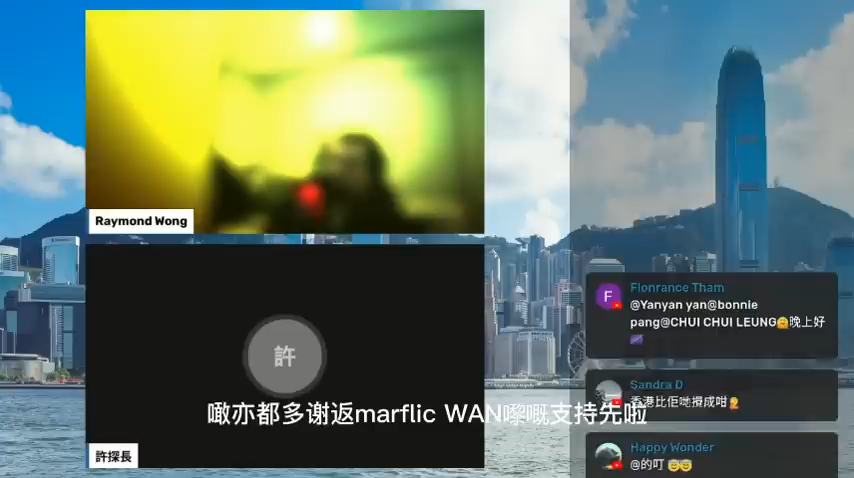 Raymond Wong
許
噉亦都多谢返marflic WAN嚟嘅支持先啦
許探長
F
Flonrance Tham
@Yanyan yan@bonnie
pang@CHUI CHUI LEUNG🤗晚上好
Sandra D
香港比佢哋攪成咁🤦
Happy Wonder
@的叮 😇😇